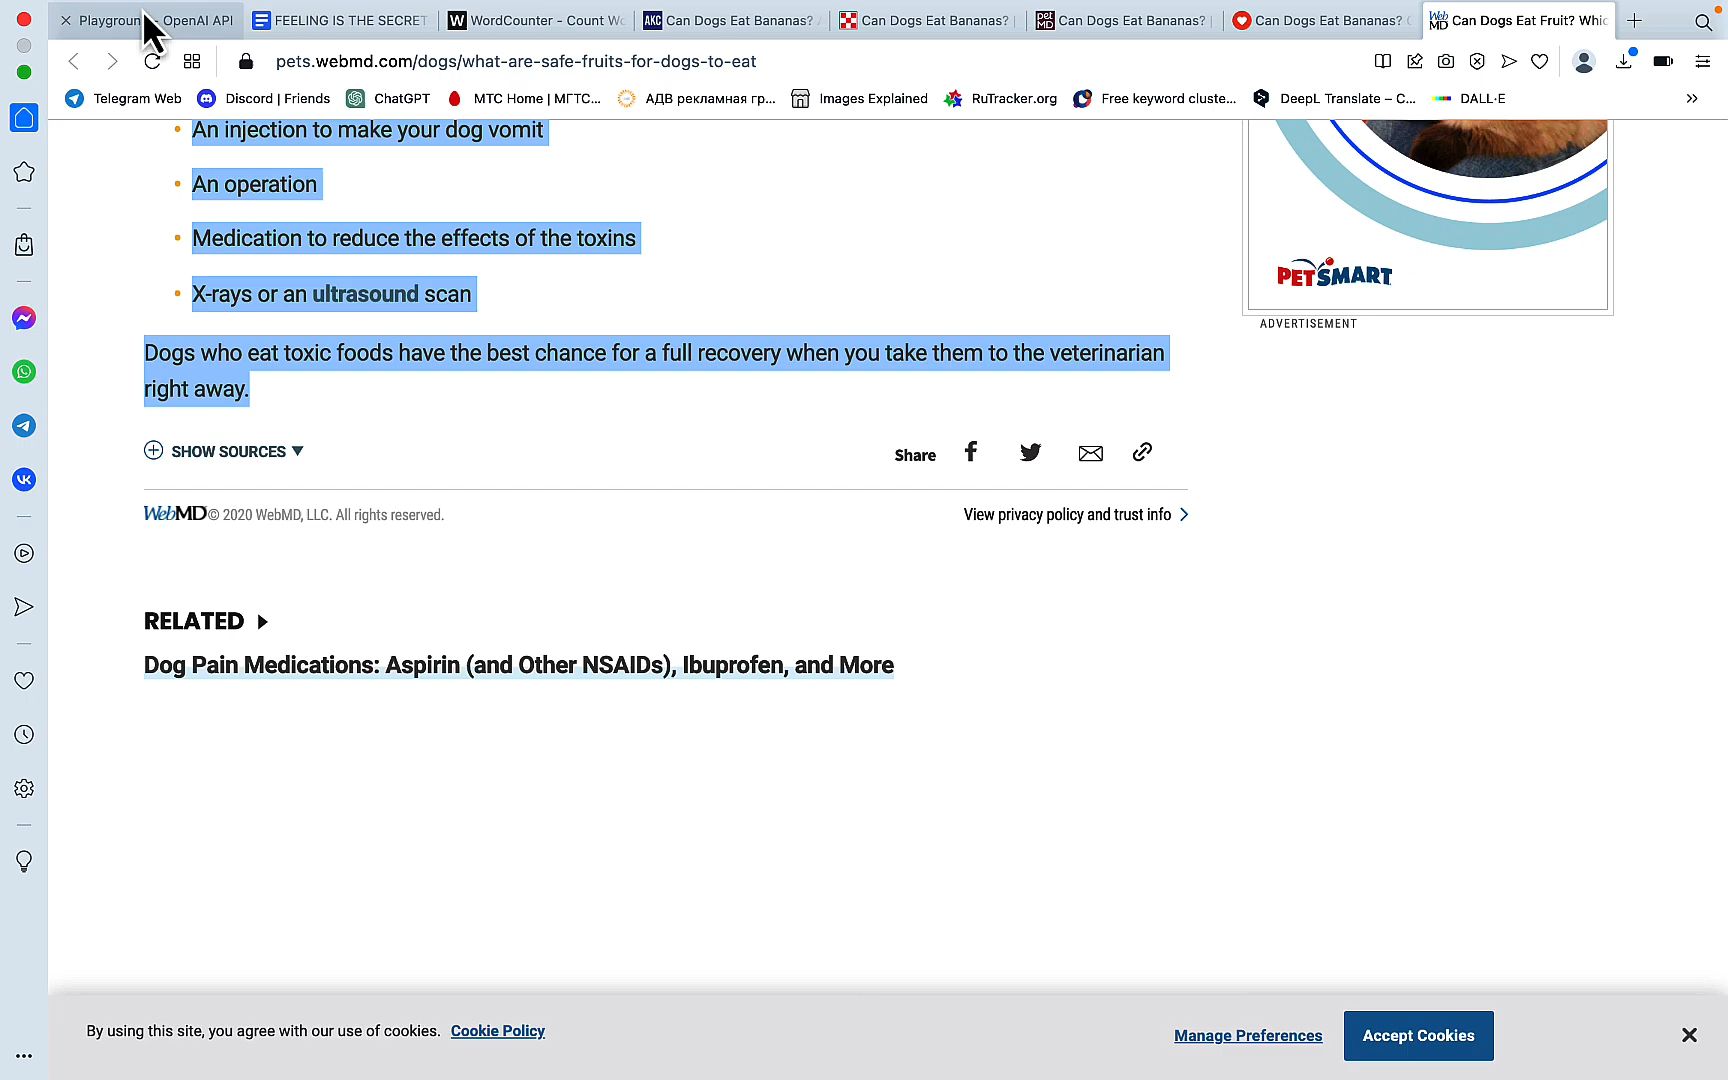 Playground - OpenAI API
FEELING IS THE SECRET
WordCounter - Count Wo
AKC Can Dogs Eat Bananas?
Can Dogs Eat Bananas?
pet MD Can Dogs Eat Bananas?
Can Dogs Eat Bananas?
Web MD Can Dogs Eat Fruit? Whic
pets.webmd.com/dogs/what-are-safe-fruits-for-dogs-to-eat
Telegram Web
Discord | Friends
ChatGPT
МТС Home | МГТС...
АДВ рекламная гр...
Images Explained
RuTracker.org
Free keyword cluste...
DeepL Translate – С...
DALL·E
An injection to make your dog vomit
An operation
Medication to reduce the effects of the toxins
X-rays or an ultrasound scan
Dogs who eat toxic foods have the best chance for a full recovery when you take them to the veterinarian
right away.
PETSMART
ADVERTISEMENT
SHOW SOURCES
Share
WebMD © 2020 WebMD, LLC. All rights reserved.
View privacy policy and trust info
RELATED
Dog Pain Medications: Aspirin (and Other NSAIDs), Ibuprofen, and More
By using this site, you agree with our use of cookies. Cookie Policy
Manage Preferences
Accept Cookies